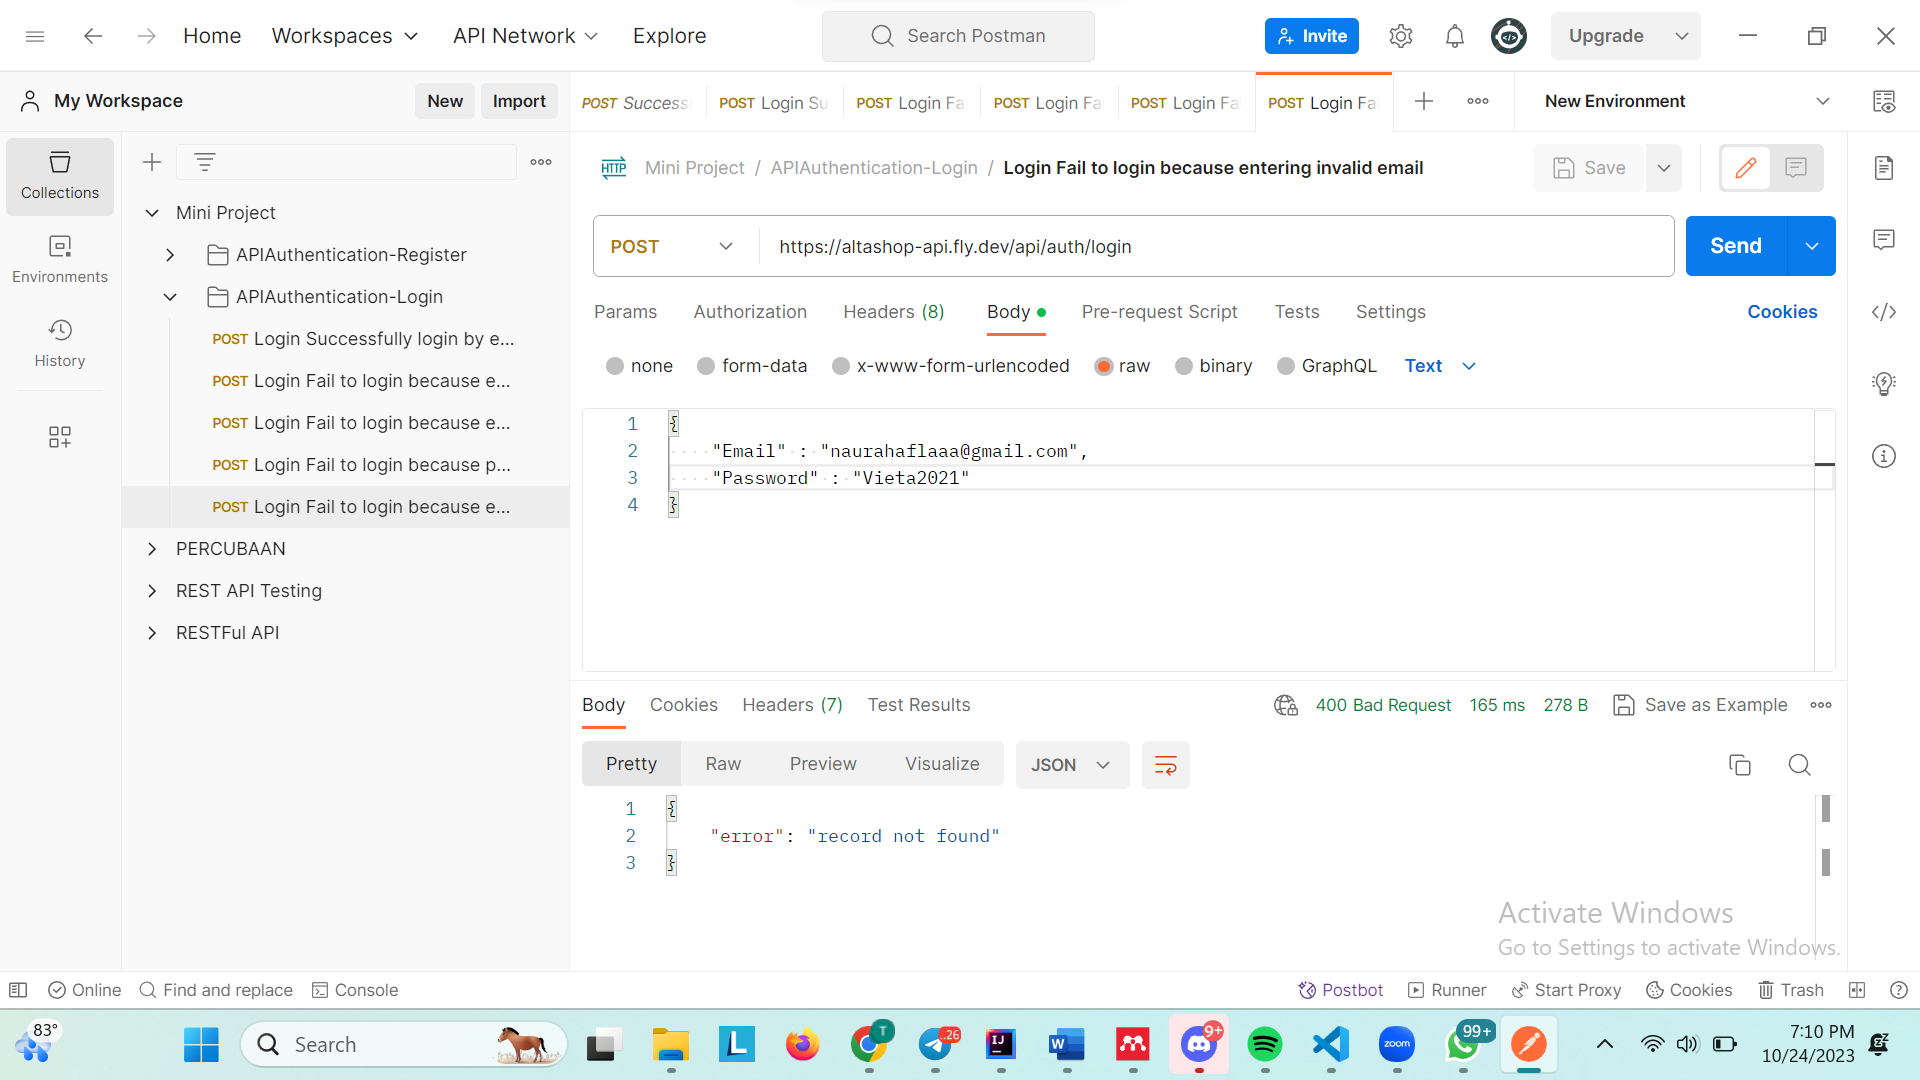 Home Workspaces API Network Explore Search Postman Invite Upgrade
My Workspace New Import
POST Success POST Login Su POST Login Fa POST Login Fa POST Login Fa POST Login Fai New Environment
Collections
Environments
History
Mini Project
APIAuthentication-Register
APIAuthentication-Login
POST Login Successfully login by e...
POST Login Fail to login because e...
POST Login Fail to login because e...
POST Login Fail to login because p...
POST Login Fail to login because e...
PERCUBAAN
REST API Testing
RESTFul API
HTTP Mini Project / APIAuthentication-Login / Login Fail to login because entering invalid email Save
POST https://altashop-api.fly.dev/api/auth/login Send
Params Authorization Headers (8) Body Pre-request Script Tests Settings Cookies
none form-data x-www-form-urlencoded raw binary GraphQL Text
1 {
2 "Email" : "naurahaflaaa@gmail.com",
3 "Password" : "Vieta2021"
4 }
Body Cookies Headers (7) Test Results 400 Bad Request 165 ms 278 B Save as Example
Pretty Raw Preview Visualize JSON
1 {
2 "error": "record not found"
3 }
Activate Windows
Go to Settings to activate Windows.
Online Find and replace Console Postbot Runner Start Proxy Cookies Trash
83° Search T ..26 IJ W 9+ zoom 99+ 7:10 PM
10/24/2023